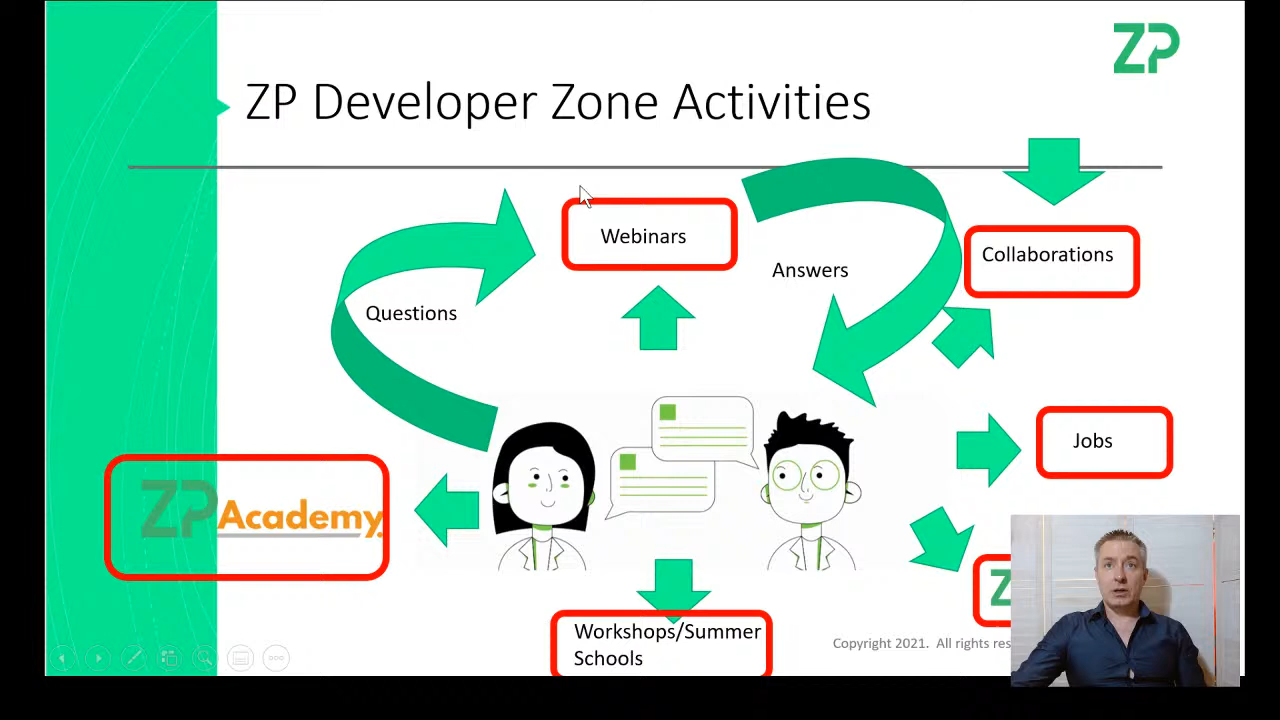 ZP
ZP Developer Zone Activities
Webinars
Collaborations
Answers
Questions
Jobs
ZP Academy.
Workshops/Summer
Schools
Copyright 2021. All rights